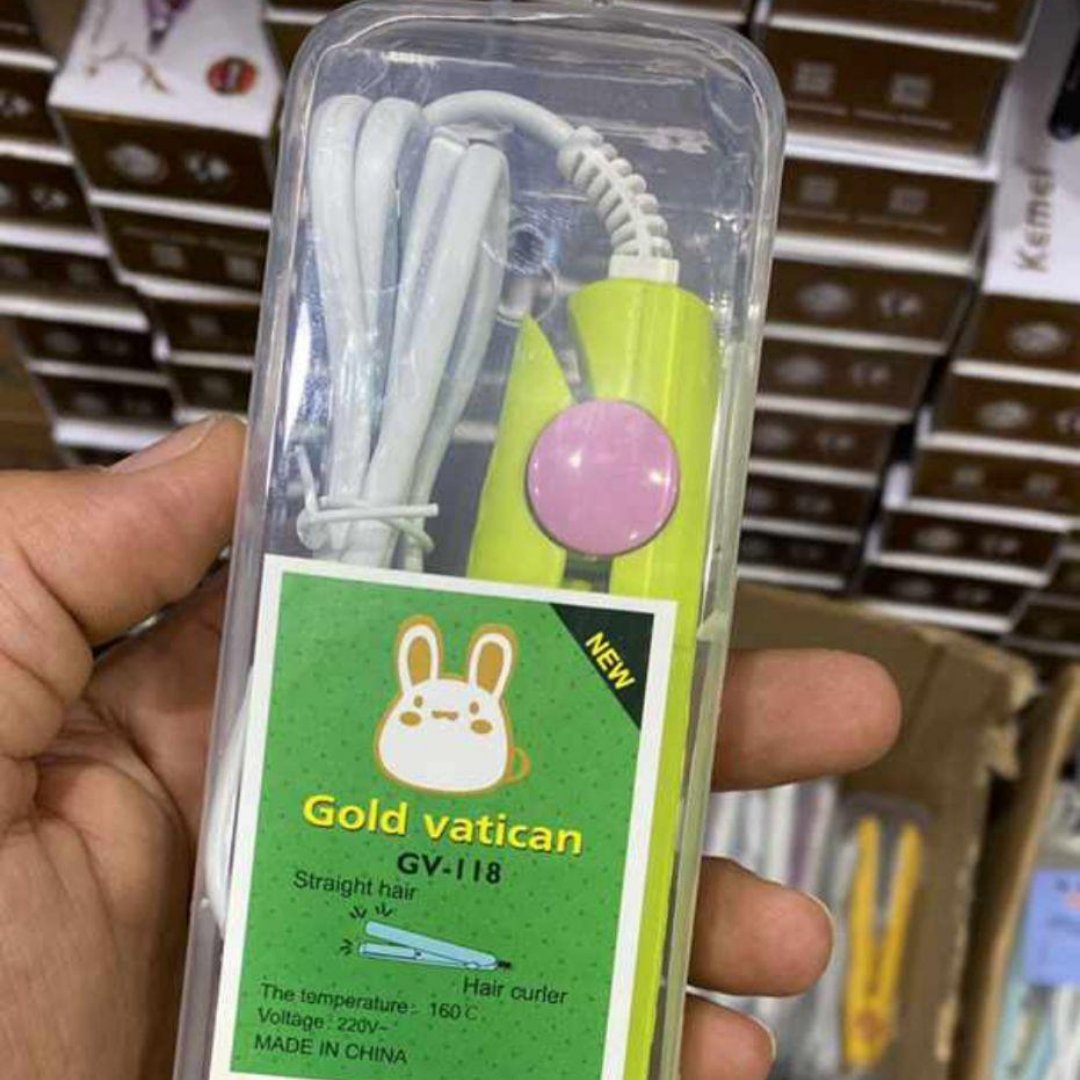 Kemei
NEW
Gold vatican
GV-118
Straight hair
Hair curler
The temperature: 160℃.
Voltage: 220V~
MADE IN CHINA